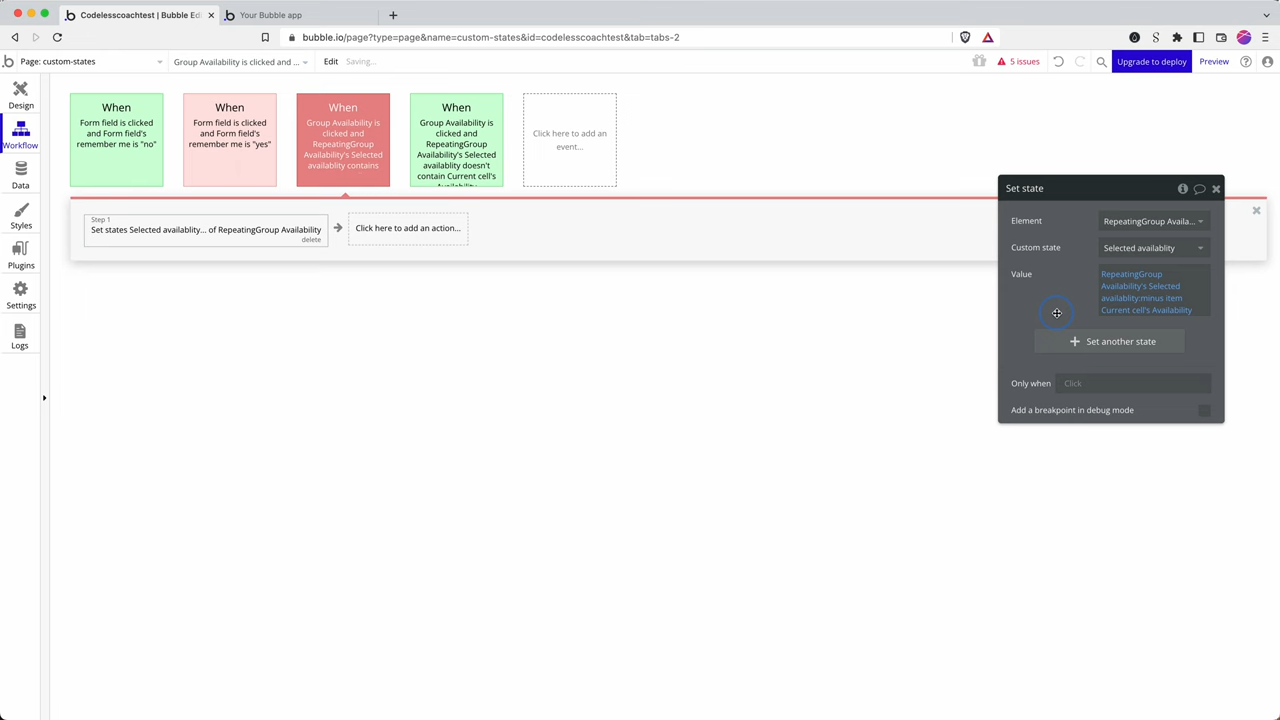 Codelesscoachtest | Bubble Ed
Your Bubble app
bubble.io/page?type=page&name=custom-states&id=codelesscoachtest&tab=tabs-2
Page: custom-states
Group Availability is clicked and ...
Edit
Saving...
5 issues
Upgrade to deploy
Preview
Design
Workflow
Data
Styles
Plugins
Settings
Logs
When
Form field is clicked
and Form field's
remember me is "no"
When
Form field is clicked
and Form field's
remember me is "yes"
When
Group Availability is
clicked and
RepeatingGroup
Availability's Selected
availablity contains
When
Group Availability is
clicked and
RepeatingGroup
Availability's Selected
availablity doesn't
contain Current cell's
Availability
Click here to add an
event...
Step 1
Set states Selected availablity... of RepeatingGroup Availability
delete
Click here to add an action...
Set state
Element
RepeatingGroup Availa...
Custom state
Selected availablity
Value
RepeatingGroup
Availability's Selected
availablity:minus item
Current cell's Availability
Set another state
Only when
Click
Add a breakpoint in debug mode